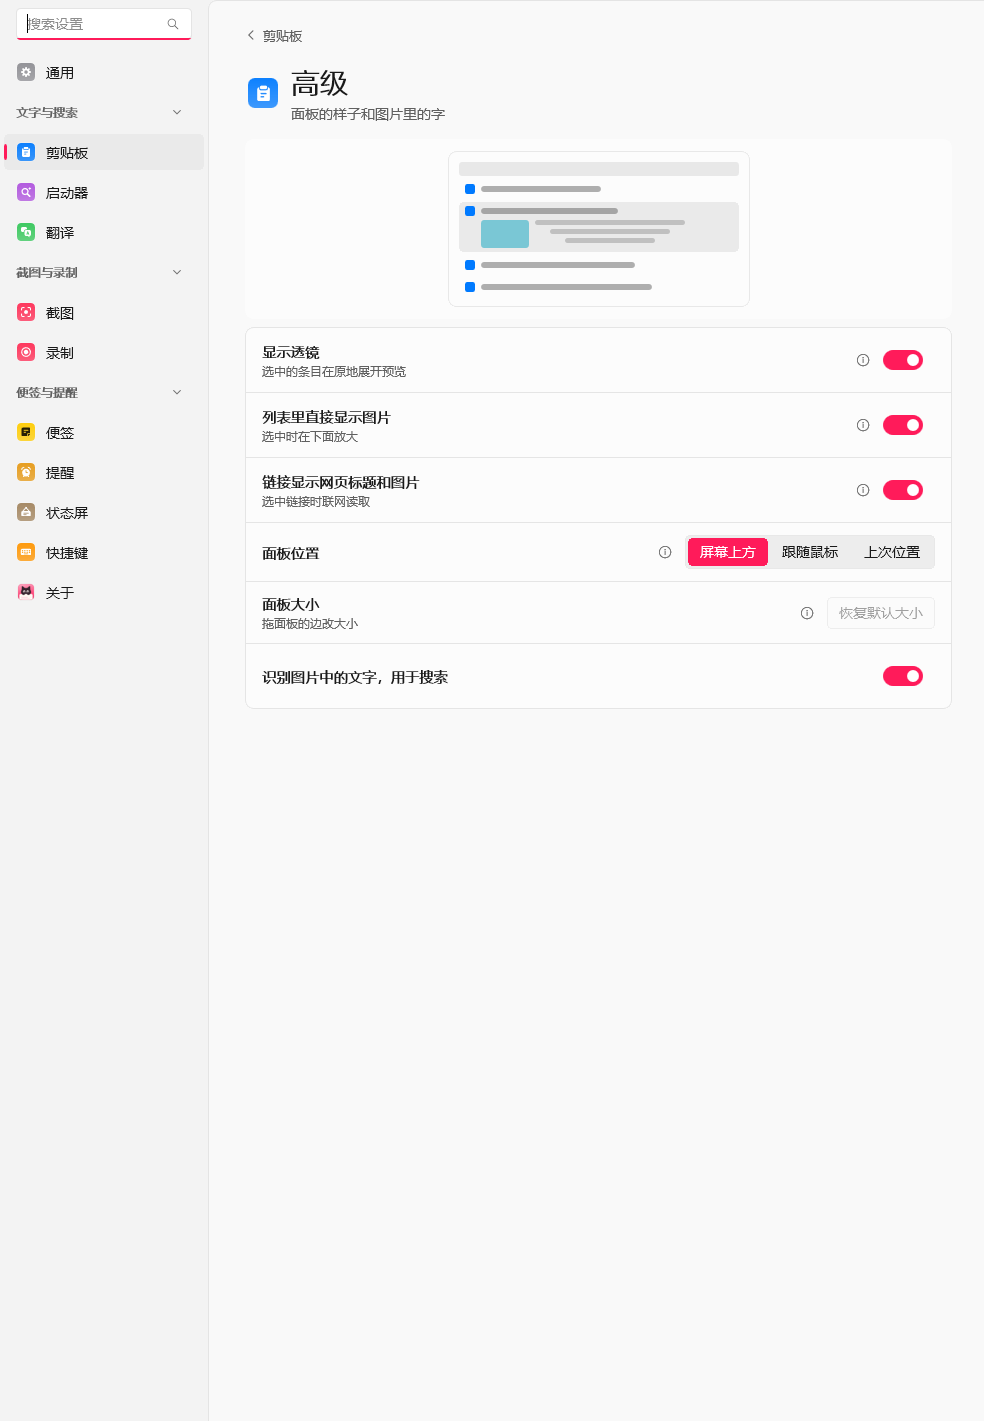 搜索设置
通用
文字与搜索
剪贴板
启动器
翻译
截图与录制
截图
录制
便签与提醒
便签
提醒
状态屏
快捷键
关于
剪贴板
高级
面板的样子和图片里的字
显示透镜
选中的条目在原地展开预览
列表里直接显示图片
选中时在下面放大
链接显示网页标题和图片
选中链接时联网读取
面板位置
屏幕上方 跟随鼠标 上次位置
面板大小
拖面板的边改大小
恢复默认大小
识别图片中的文字，用于搜索